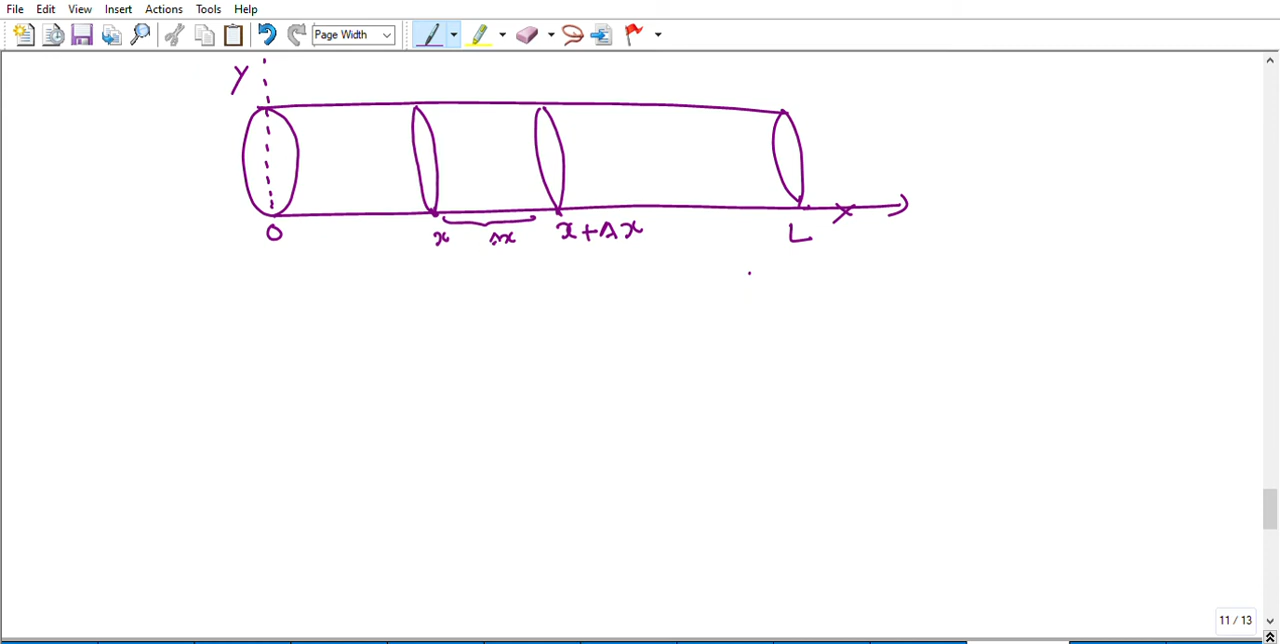 File Edit View Insert Actions Tools Help
Page Width
y
0 x Δx x+Δx L x
11 / 13